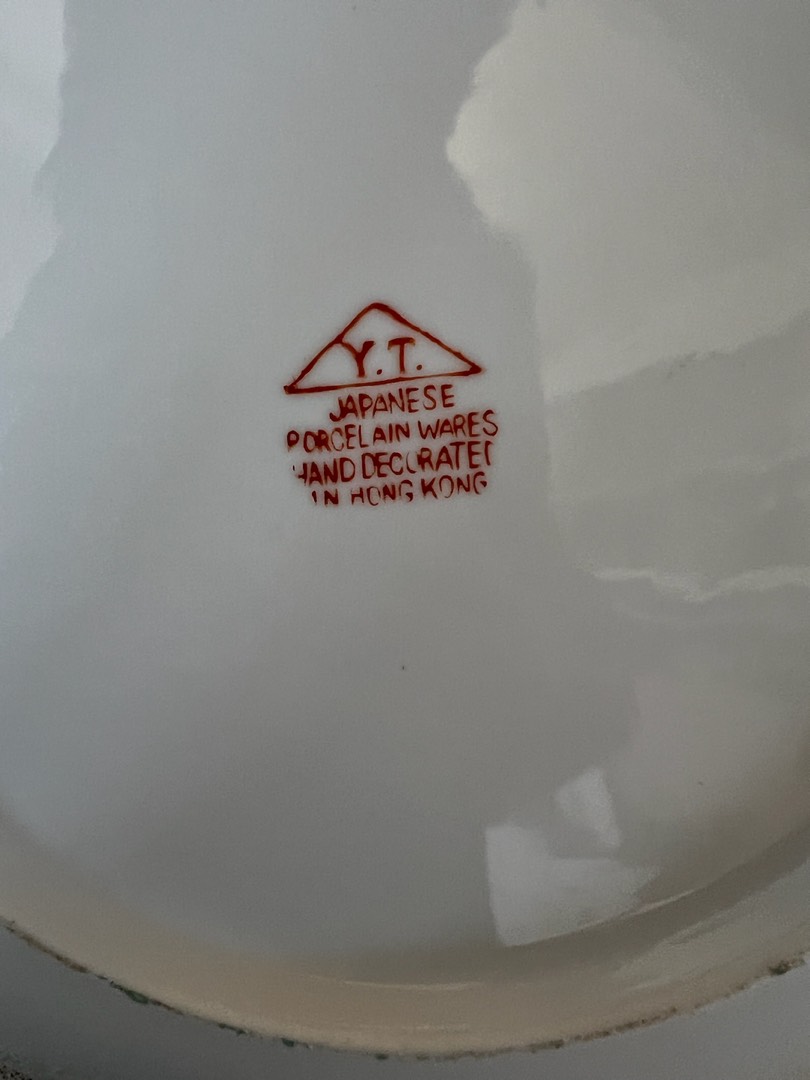 Y.T.
JAPANESE
PORCELAIN WARES
HAND DECORATED
IN HONG KONG